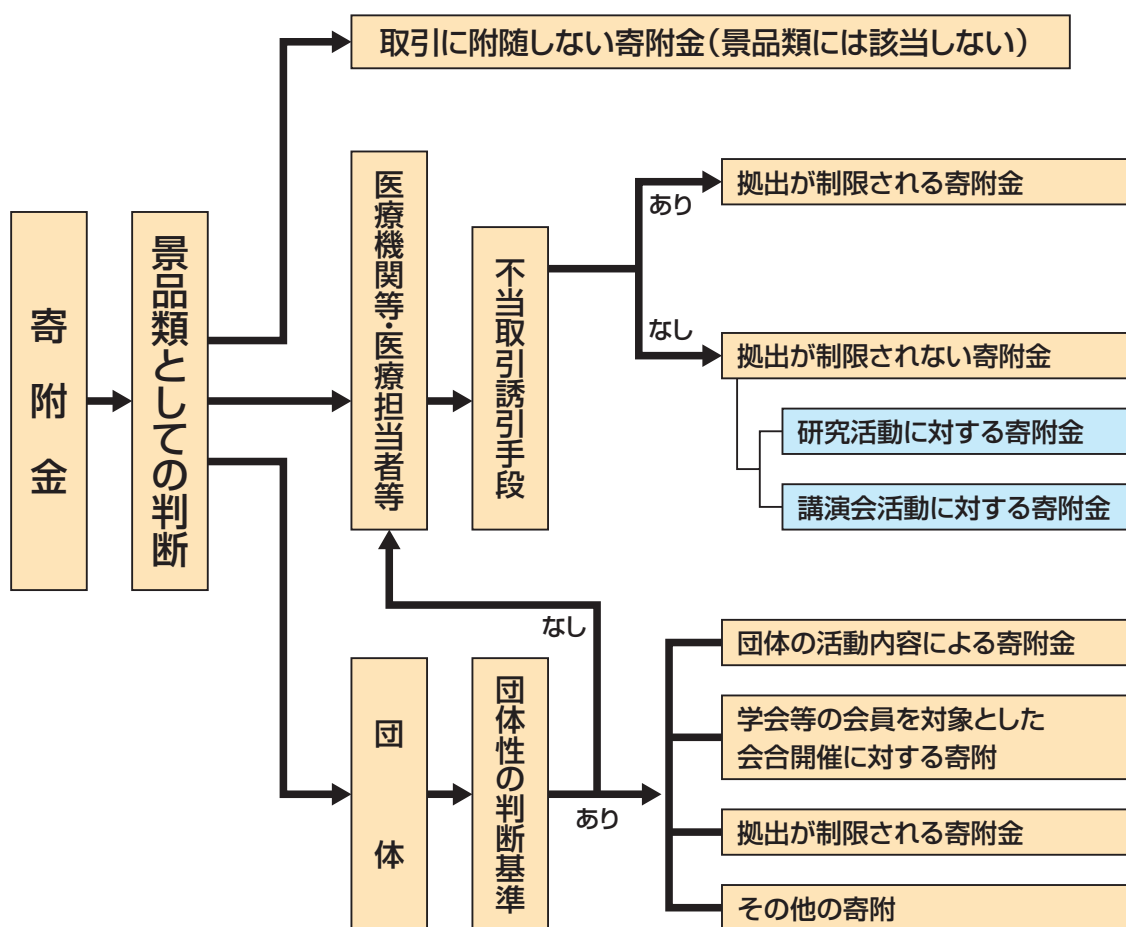 取引に附随しない寄附金（景品類には該当しない）
寄附金
景品類としての判断
医療機関等・医療担当者等
不当取引誘引手段
あり
拠出が制限される寄附金
なし
拠出が制限されない寄附金
研究活動に対する寄附金
講演会活動に対する寄附金
なし
団体
団体性の判断基準
あり
団体の活動内容による寄附金
学会等の会員を対象とした
会合開催に対する寄附
拠出が制限される寄附金
その他の寄附